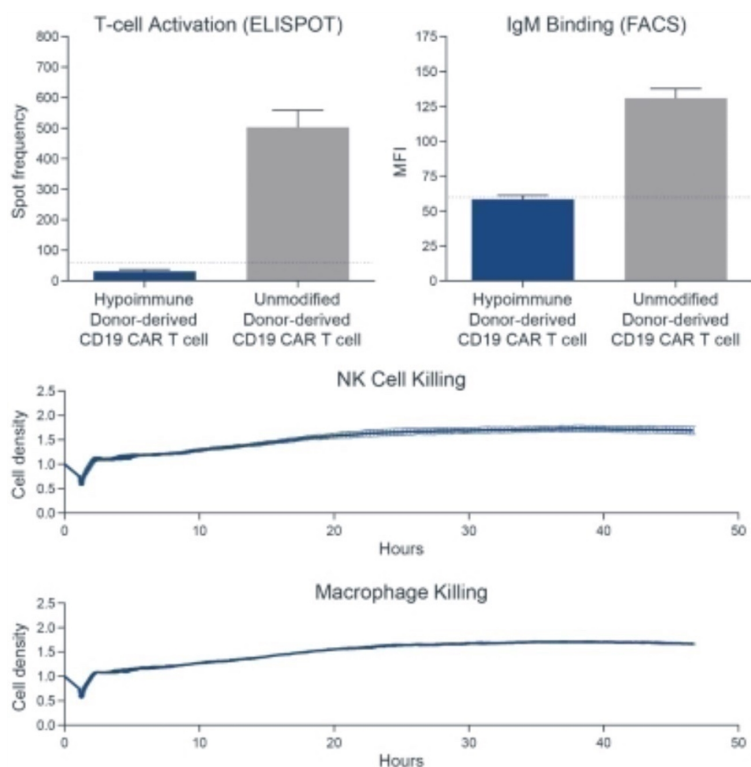 T-cell Activation (ELISPOT)
800
700
600
500
400
300
200
100
0
Spot frequency
Hypoimmune
Donor-derived
CD19 CAR T cell
Unmodified
Donor-derived
CD19 CAR T cell
IgM Binding (FACS)
175
150
125
100
75
50
25
0
MFI
Hypoimmune
Donor-derived
CD19 CAR T cell
Unmodified
Donor-derived
CD19 CAR T cell
NK Cell Killing
2.5
2.0
1.5
1.0
0.5
0.0
Cell density
0 10 20 30 40 50
Hours
Macrophage Killing
2.5
2.0
1.5
1.0
0.5
0.0
Cell density
0 10 20 30 40 50
Hours